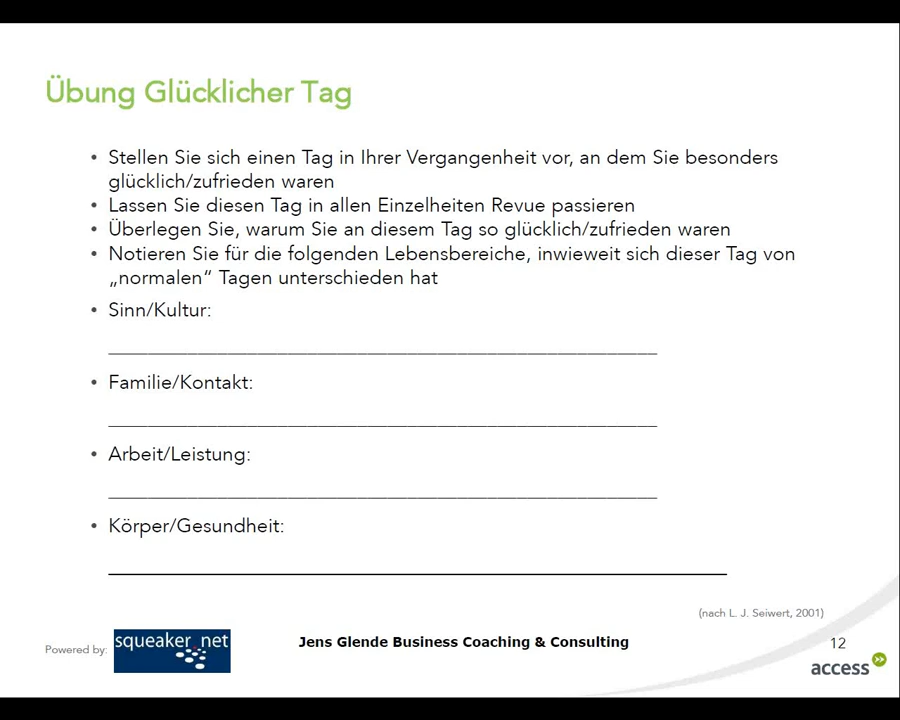 Übung Glücklicher Tag
• Stellen Sie sich einen Tag in Ihrer Vergangenheit vor, an dem Sie besonders
glücklich/zufrieden waren
• Lassen Sie diesen Tag in allen Einzelheiten Revue passieren
• Überlegen Sie, warum Sie an diesem Tag so glücklich/zufrieden waren
• Notieren Sie für die folgenden Lebensbereiche, inwieweit sich dieser Tag von
„normalen“ Tagen unterschieden hat
• Sinn/Kultur:
• Familie/Kontakt:
• Arbeit/Leistung:
• Körper/Gesundheit:
(nach L. J. Seiwert, 2001)
Powered by:
squeaker.net
Jens Glende Business Coaching & Consulting
12
access